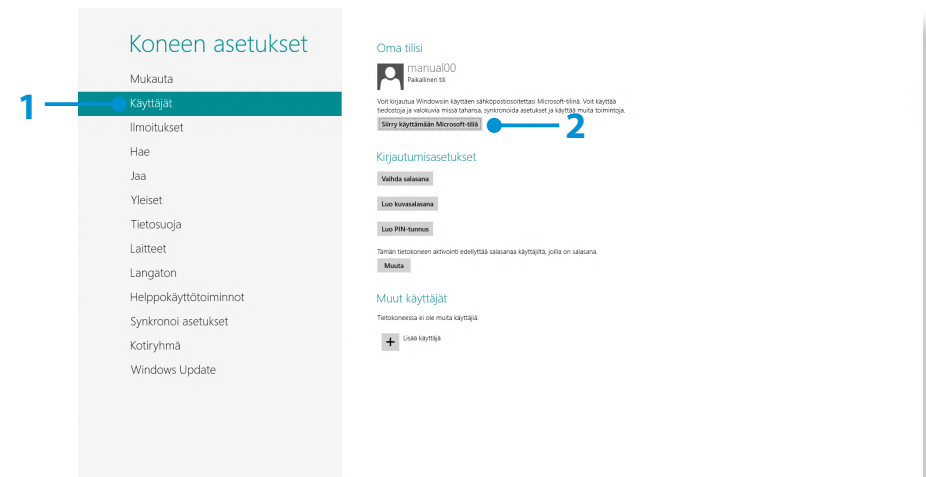 Koneen asetukset
Mukauta
1
Käyttäjät
Ilmoitukset
Hae
Jaa
Yleiset
Tietosuoja
Laitteet
Langaton
Helppokäyttötoiminnot
Synkronoi asetukset
Kotiryhmä
Windows Update
Oma tilisi
manual00
Paikallinen tili
Voit kirjautua Windowsiin käyttäen sähköpostiosoitettasi Microsoft-tilinä. Voit käyttää
tiedostoja ja valokuvia missä tahansa, synkronoida asetukset ja käyttää muita toimintoja.
Siirry käyttämään Microsoft-tiliä
2
Kirjautumisasetukset
Vaihda salasana
Luo kuvasalasana
Luo PIN-tunnus
Tämän tietokoneen aktivointi edellyttää salasanaa käyttäjiltä, joilla on salasana.
Muuta
Muut käyttäjät
Tietokoneessa ei ole muita käyttäjiä.
+ Lisää käyttäjä